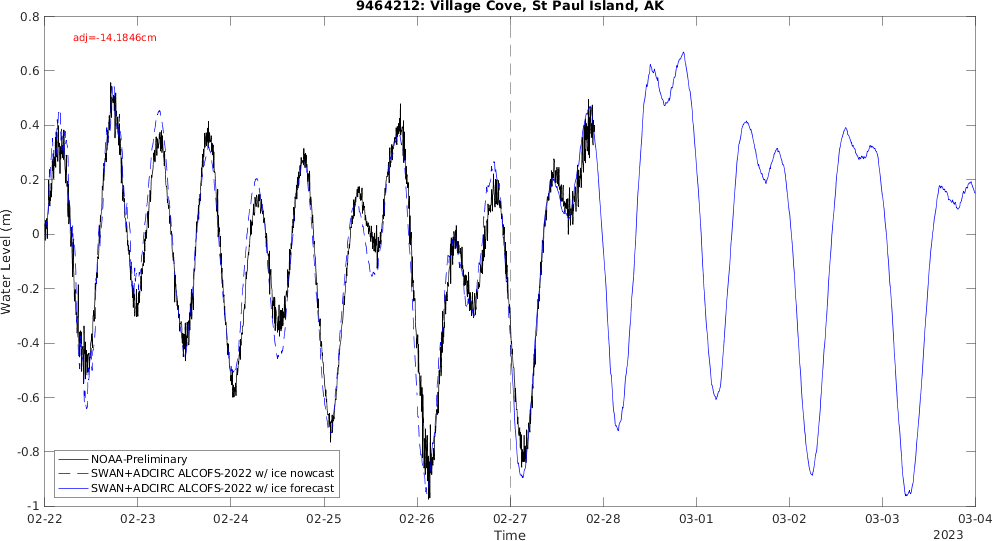 9464212: Village Cove, St Paul Island, AK
adj=-14.1846cm
0.8
0.6
0.4
0.2
0
-0.2
-0.4
-0.6
-0.8
-1
Water Level (m)
NOAA-Preliminary
SWAN+ADCIRC ALCOFS-2022 w/ ice nowcast
SWAN+ADCIRC ALCOFS-2022 w/ ice forecast
02-22 02-23 02-24 02-25 02-26 02-27 02-28 03-01 03-02 03-03 03-04
Time
2023